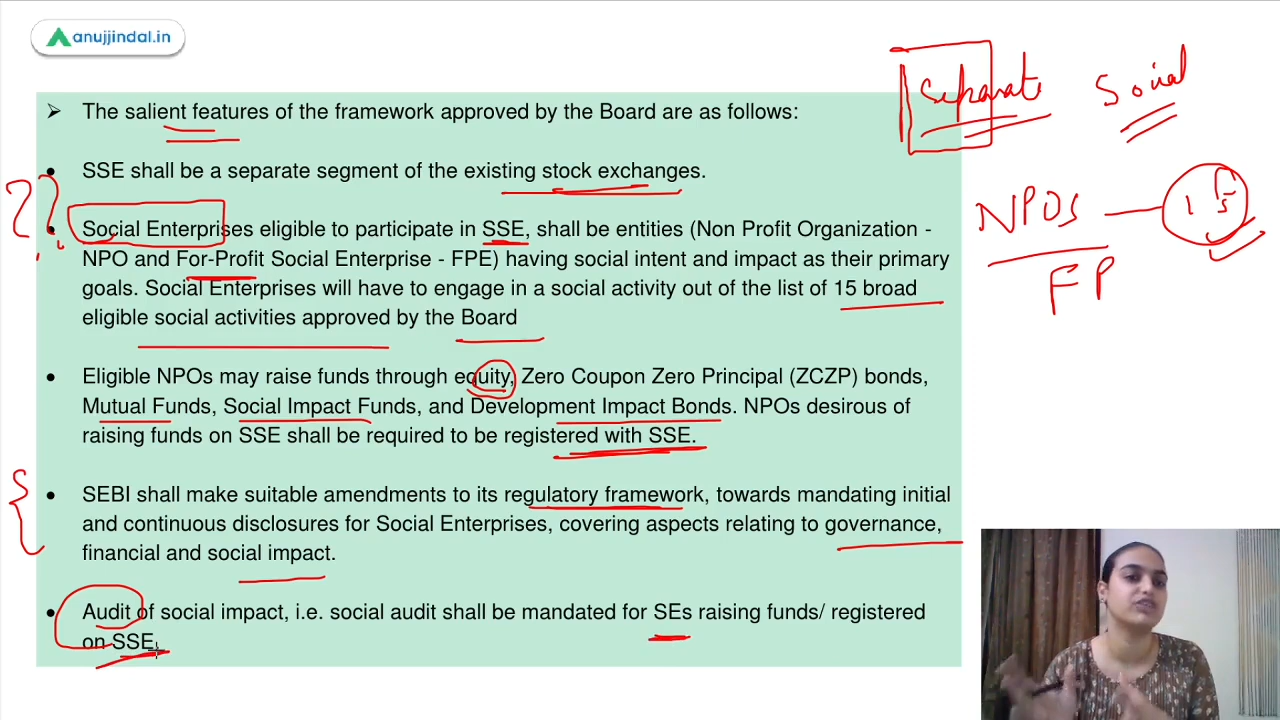 anujjindal.in
Separate Social
➢ The salient features of the framework approved by the Board are as follows:
• SSE shall be a separate segment of the existing stock exchanges.
NPOs — 15
??
• Social Enterprises eligible to participate in SSE, shall be entities (Non Profit Organization -
NPO and For-Profit Social Enterprise - FPE) having social intent and impact as their primary
FP
goals. Social Enterprises will have to engage in a social activity out of the list of 15 broad
eligible social activities approved by the Board
• Eligible NPOs may raise funds through equity, Zero Coupon Zero Principal (ZCZP) bonds,
Mutual Funds, Social Impact Funds, and Development Impact Bonds. NPOs desirous of
raising funds on SSE shall be required to be registered with SSE.
• SEBI shall make suitable amendments to its regulatory framework, towards mandating initial
and continuous disclosures for Social Enterprises, covering aspects relating to governance,
financial and social impact.
• Audit of social impact, i.e. social audit shall be mandated for SEs raising funds/ registered
on SSE.